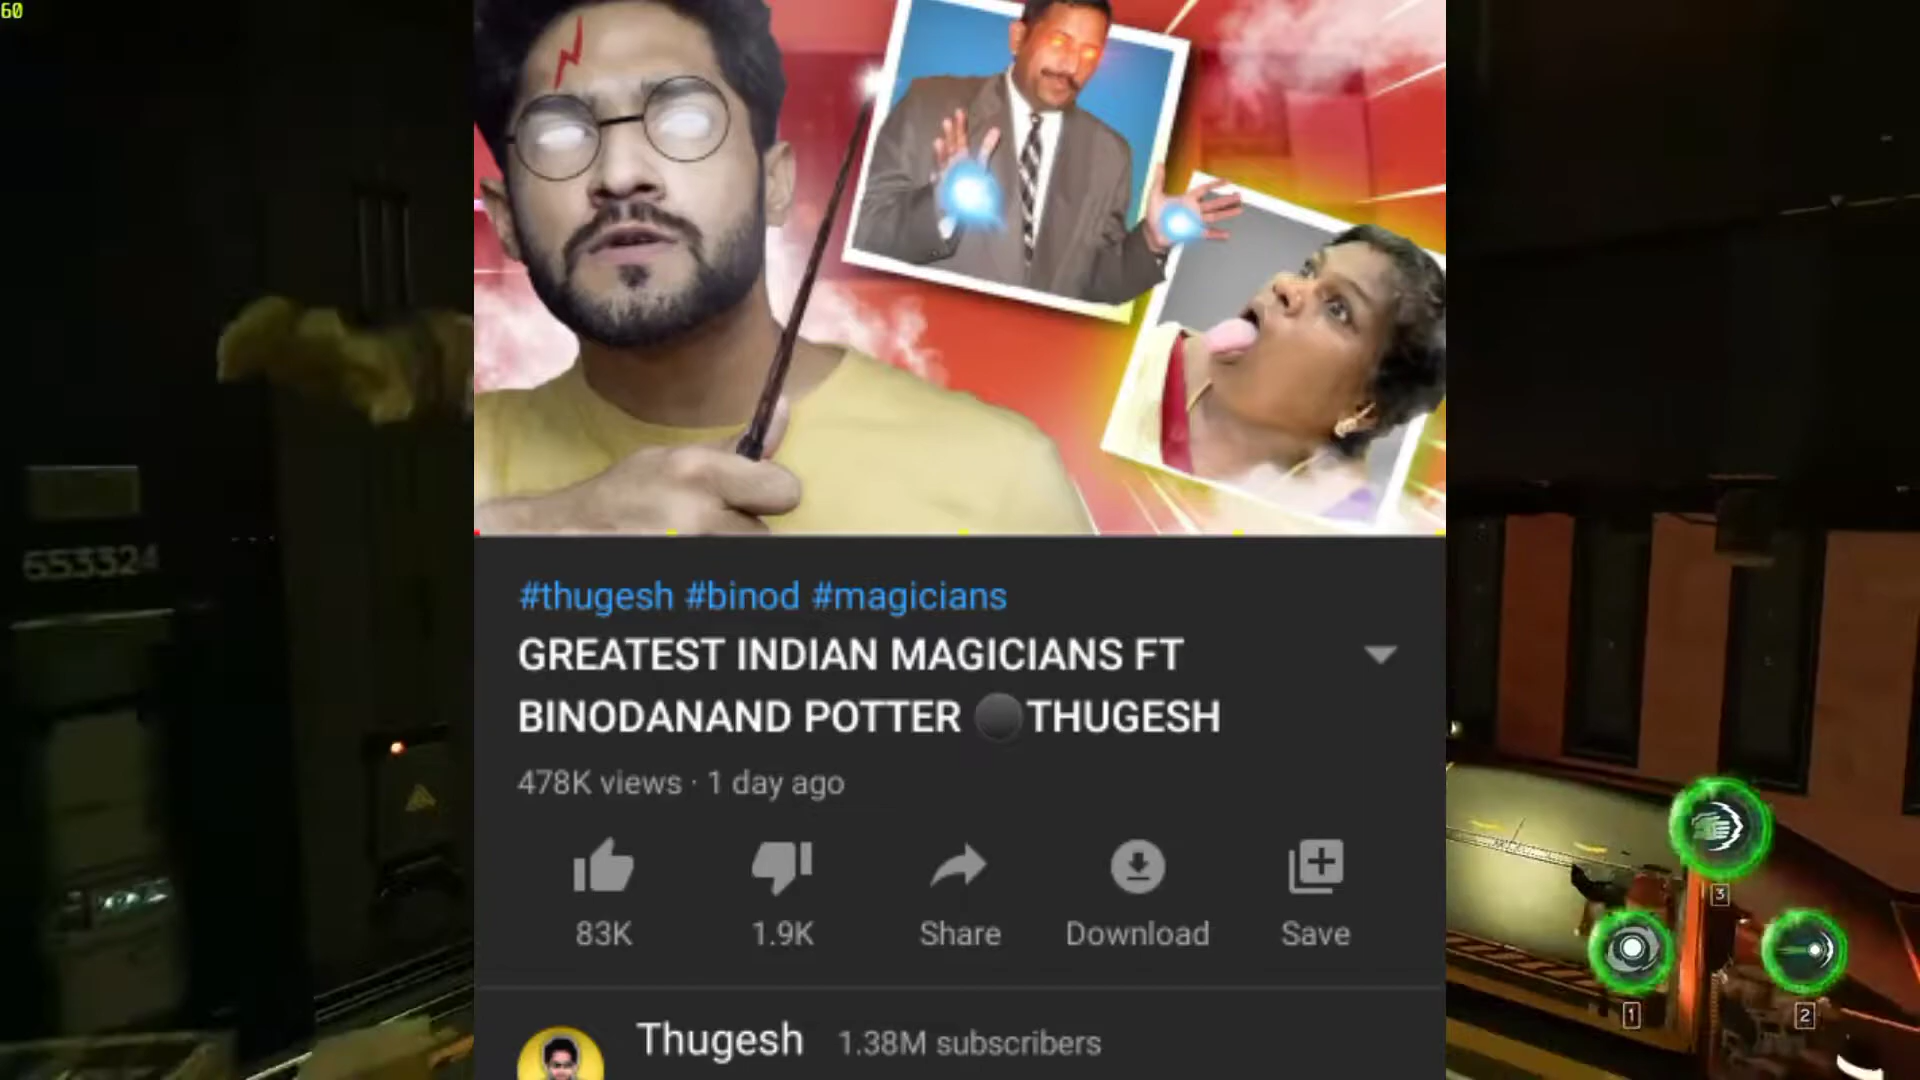 60
653324
#thugesh #binod #magicians
GREATEST INDIAN MAGICIANS FT
BINODANAND POTTER THUGESH
478K views · 1 day ago
83K
1.9K
Share
Download
Save
3
1
2
Thugesh 1.38M subscribers